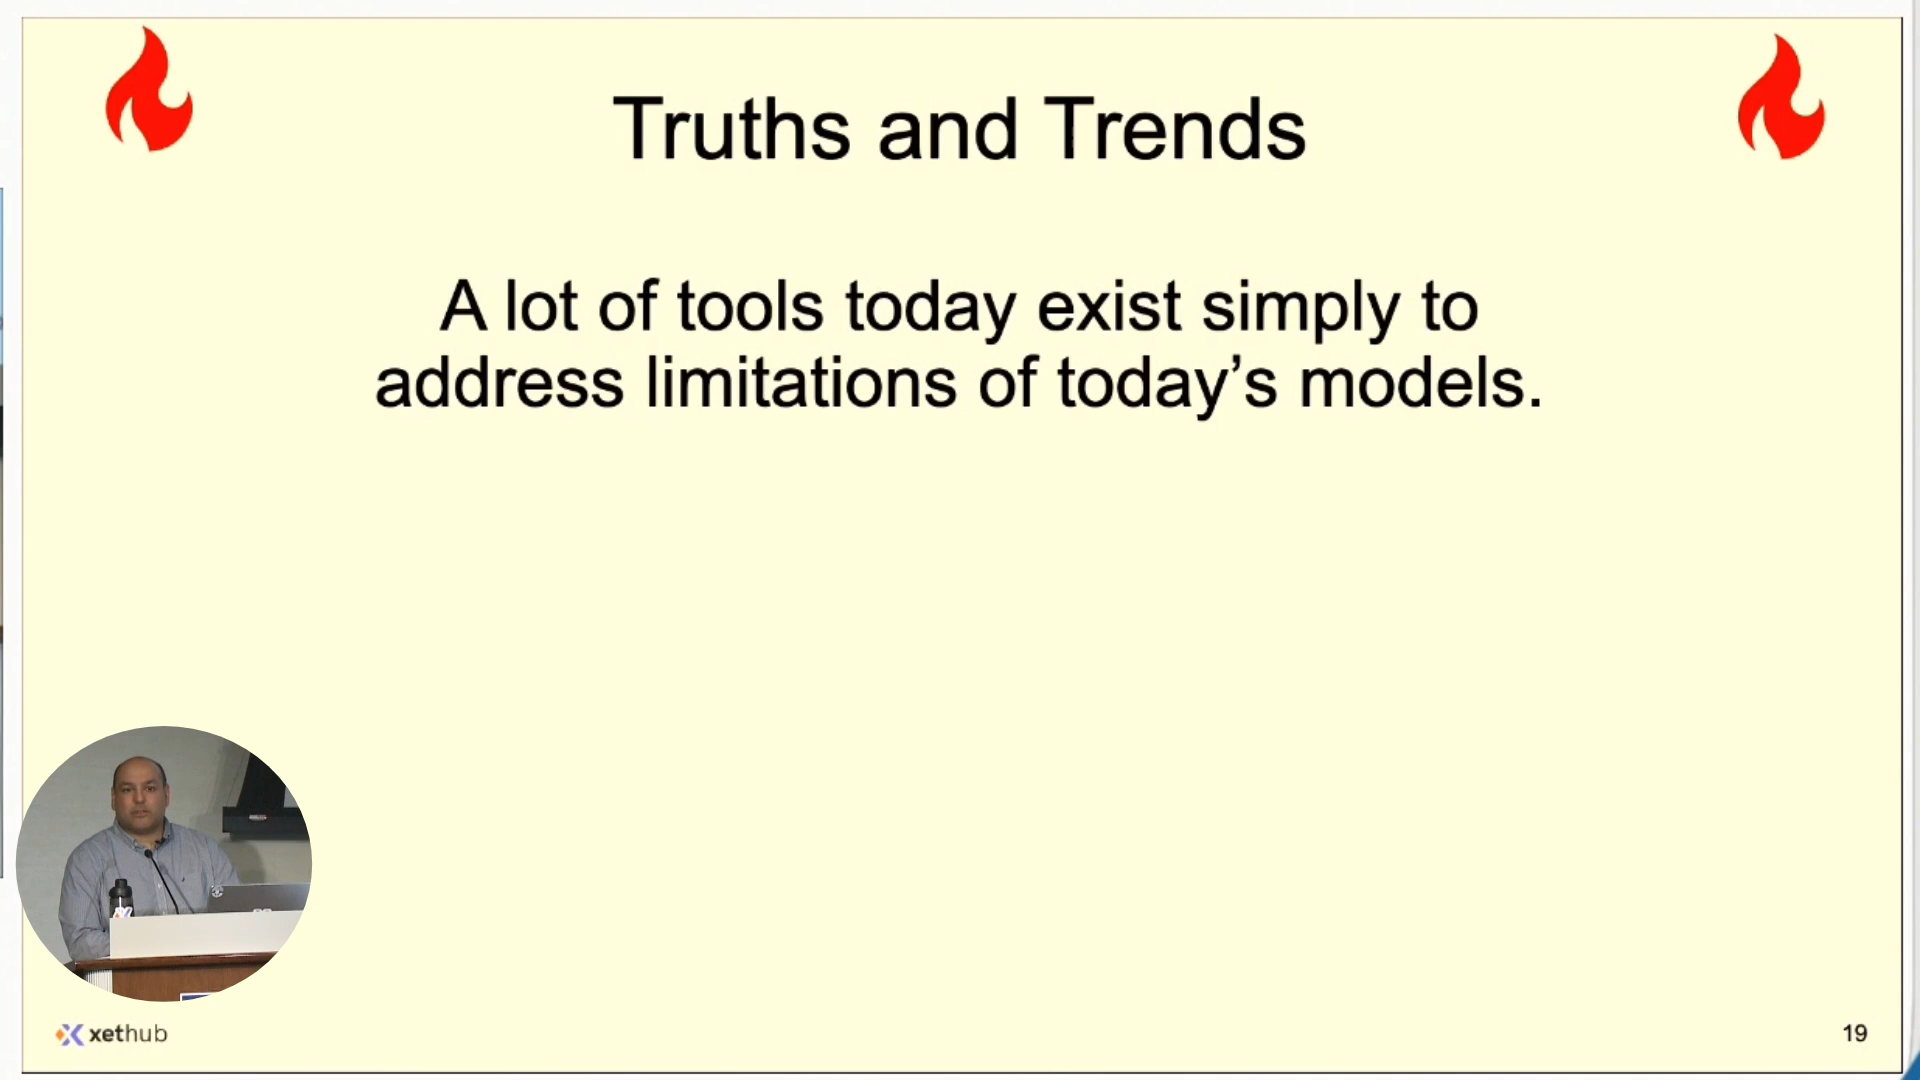 Truths and Trends
A lot of tools today exist simply to
address limitations of today’s models.
xethub
19